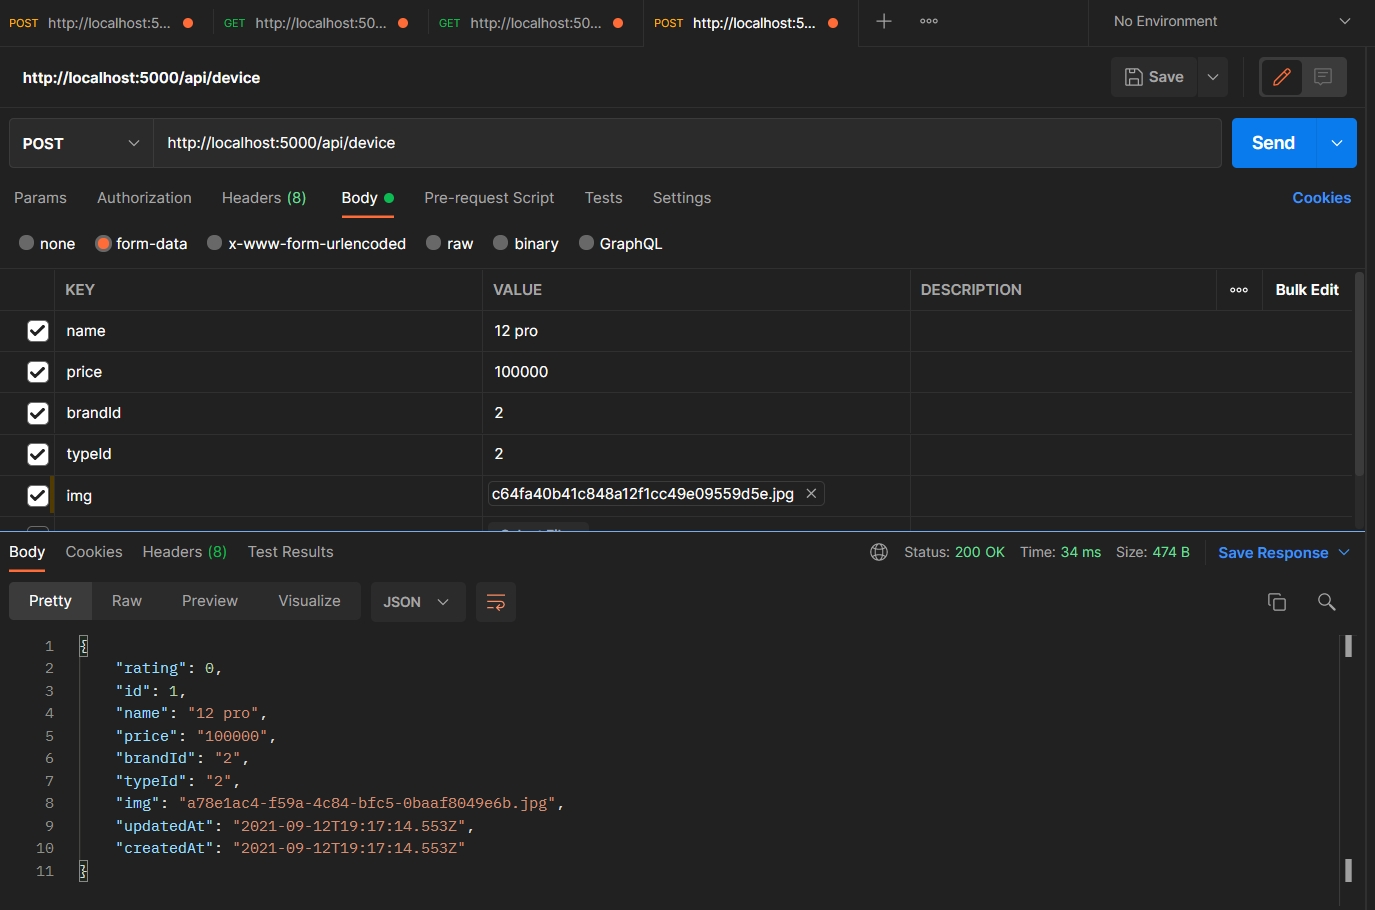 POST http://localhost:5... GET http://localhost:50... GET http://localhost:50... POST http://localhost:5... No Environment
http://localhost:5000/api/device Save
POST http://localhost:5000/api/device Send
Params Authorization Headers (8) Body Pre-request Script Tests Settings Cookies
none form-data x-www-form-urlencoded raw binary GraphQL
KEY VALUE DESCRIPTION Bulk Edit
name 12 pro
price 100000
brandId 2
typeId 2
img c64fa40b41c848a12f1cc49e09559d5e.jpg
Body Cookies Headers (8) Test Results Status: 200 OK Time: 34 ms Size: 474 B Save Response
Pretty Raw Preview Visualize JSON
1 {
2 "rating": 0,
3 "id": 1,
4 "name": "12 pro",
5 "price": "100000",
6 "brandId": "2",
7 "typeId": "2",
8 "img": "a78e1ac4-f59a-4c84-bfc5-0baaf8049e6b.jpg",
9 "updatedAt": "2021-09-12T19:17:14.553Z",
10 "createdAt": "2021-09-12T19:17:14.553Z"
11 }